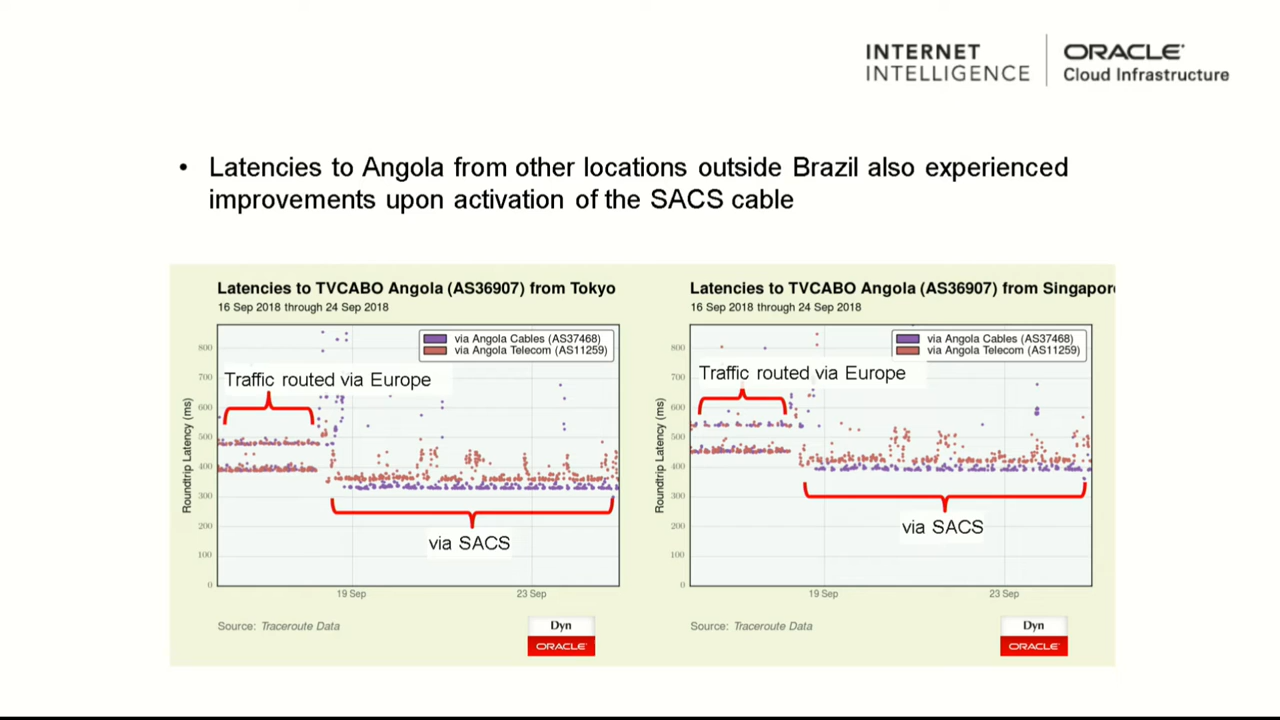 INTERNET
INTELLIGENCE
ORACLE
Cloud Infrastructure
• Latencies to Angola from other locations outside Brazil also experienced
improvements upon activation of the SACS cable
Latencies to TVCABO Angola (AS36907) from Tokyo
16 Sep 2018 through 24 Sep 2018
via Angola Cables (AS37468)
via Angola Telecom (AS11259)
Traffic routed via Europe
via SACS
Roundtrip Latency (ms)
800
700
600
500
400
300
200
100
0
19 Sep
23 Sep
Source: Traceroute Data
Dyn
ORACLE
Latencies to TVCABO Angola (AS36907) from Singapor
16 Sep 2018 through 24 Sep 2018
via Angola Cables (AS37468)
via Angola Telecom (AS11259)
Traffic routed via Europe
via SACS
Roundtrip Latency (ms)
800
700
600
500
400
300
200
100
0
19 Sep
23 Sep
Source: Traceroute Data
Dyn
ORACLE